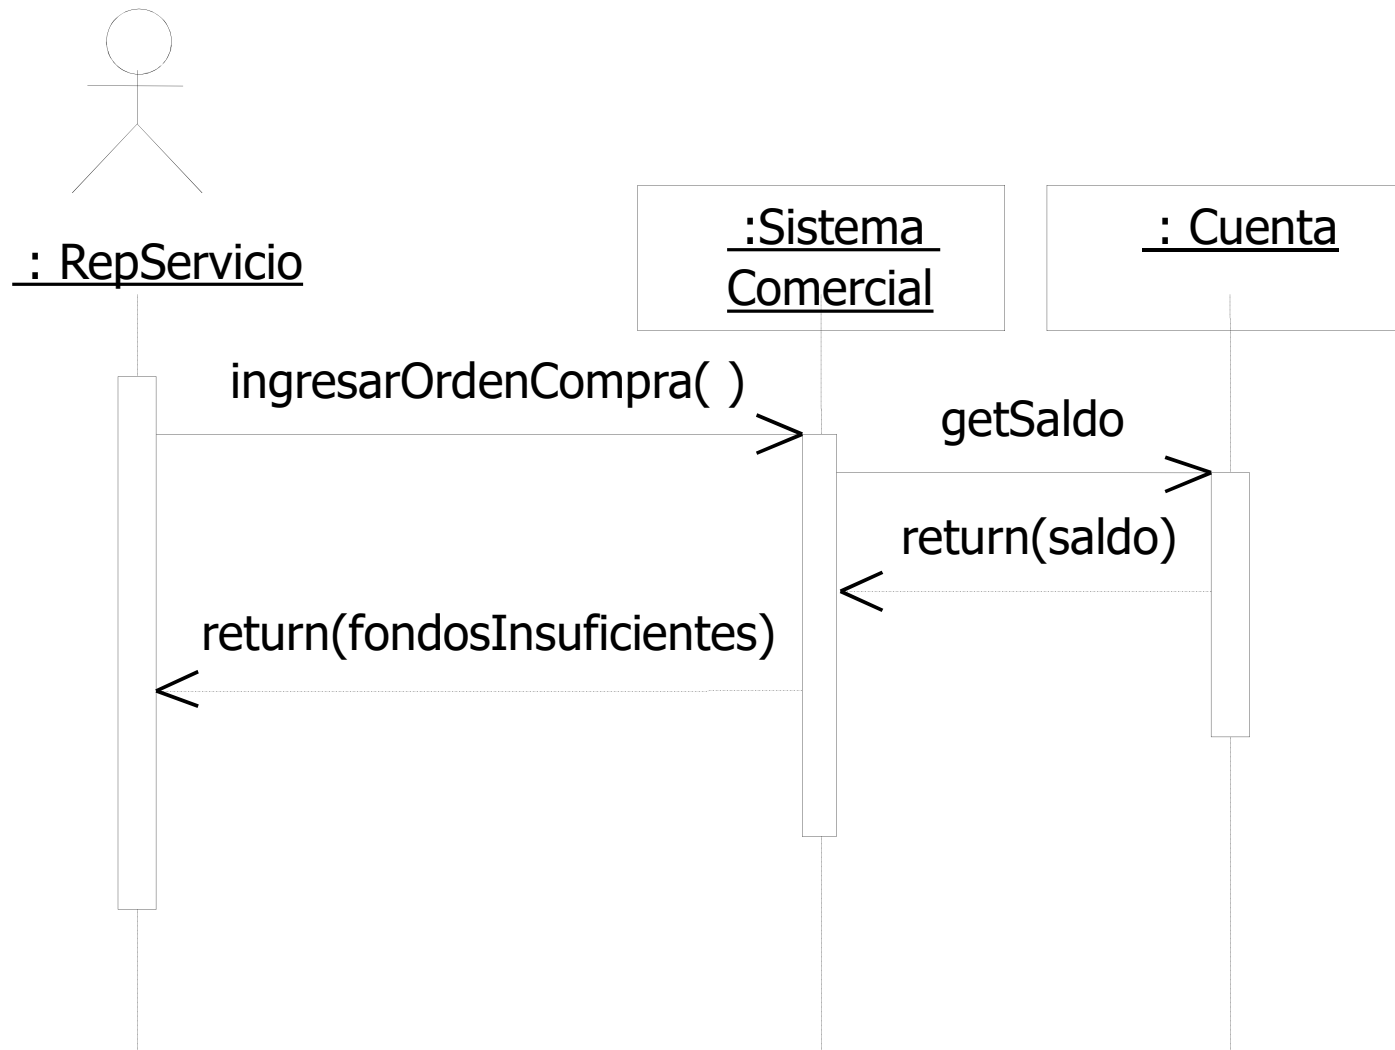 : RepServicio
:Sistema
Comercial
: Cuenta
ingresarOrdenCompra( )
getSaldo
return(saldo)
return(fondosInsuficientes)